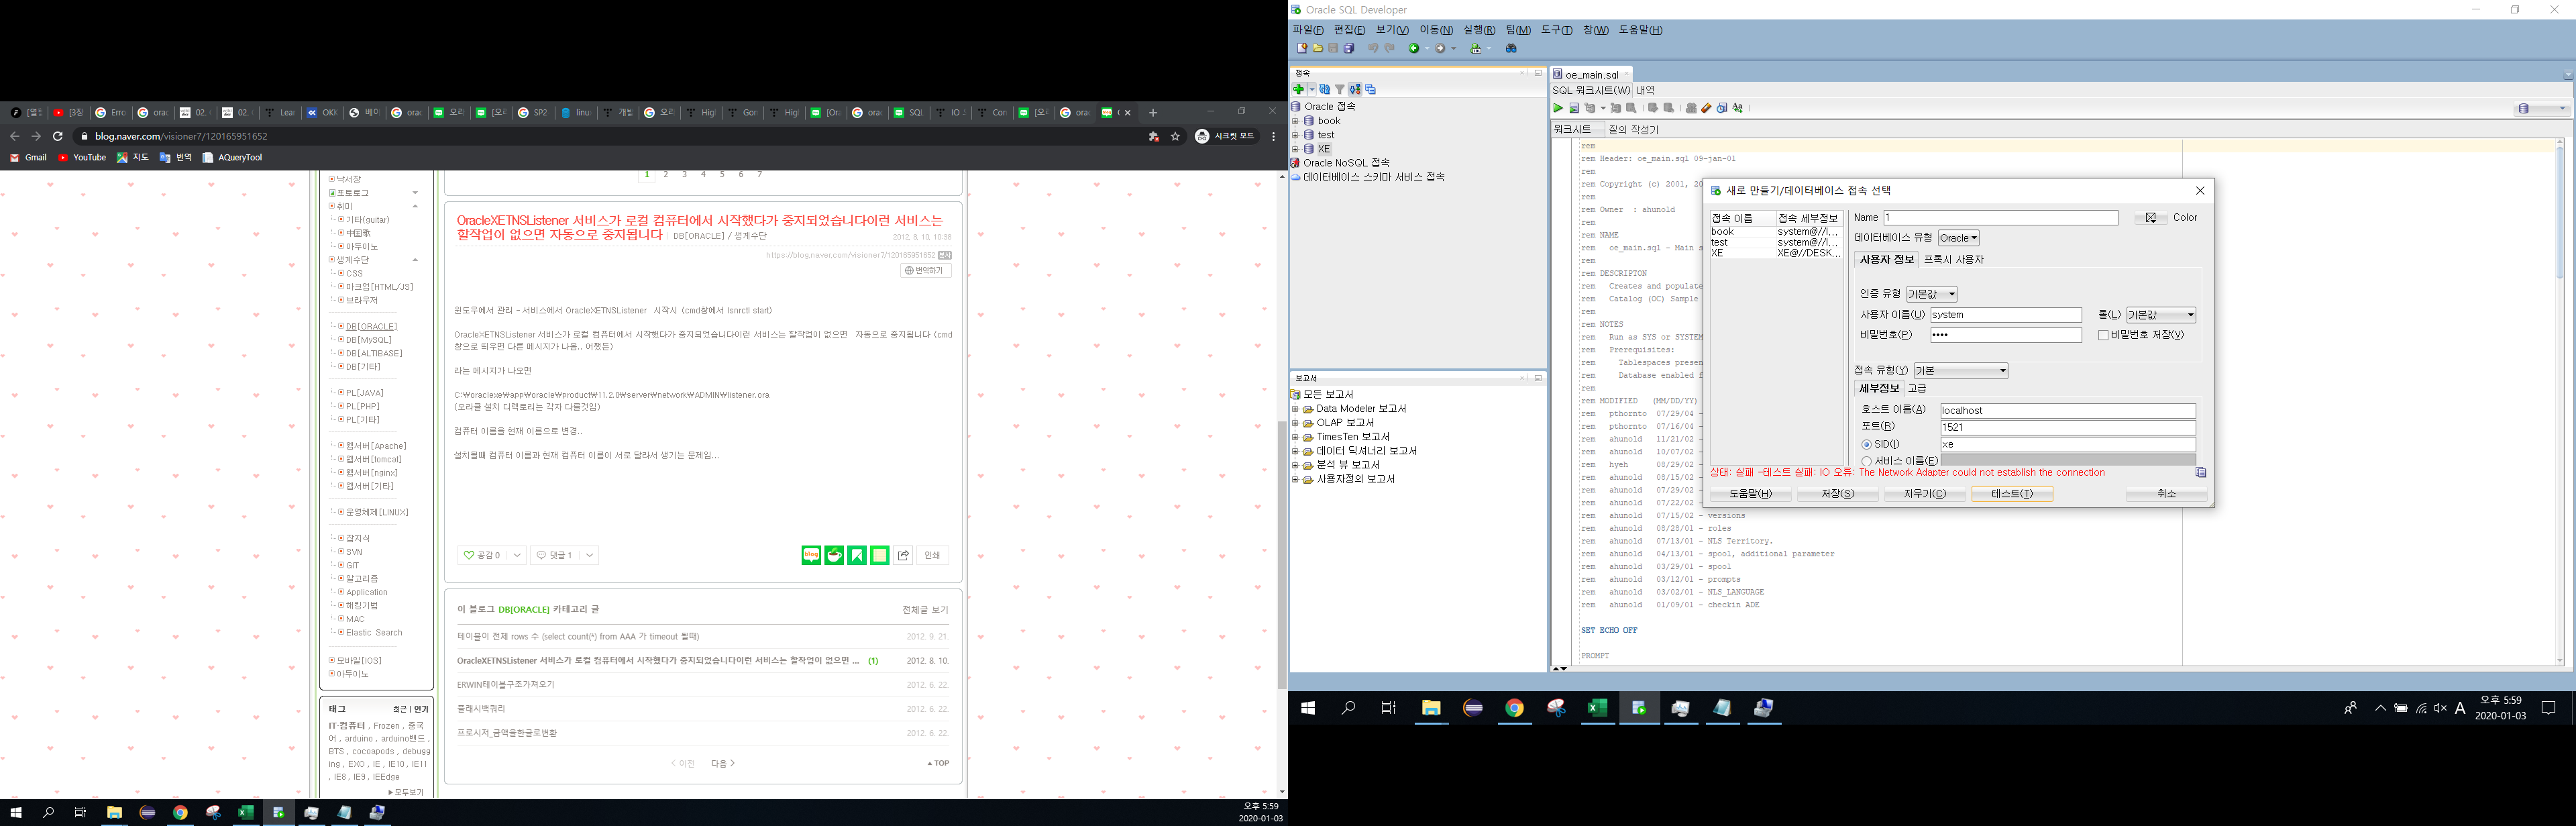 blog.naver.com/visioner7/120165951652
시크릿 모드
Gmail
YouTube
지도
번역
AQueryTool
낙서장
포토로그
취미
기타(guitar)
中国歌
아두이노
생계수단
CSS
마크업[HTML/JS]
브라우저
DB[ORACLE]
DB[MySQL]
DB[ALTIBASE]
DB[기타]
PL[JAVA]
PL[PHP]
PL[기타]
웹서버[Apache]
웹서버[tomcat]
웹서버[nginx]
웹서버[기타]
운영체제[LINUX]
잡지식
SVN
GIT
알고리즘
Application
해킹기법
MAC
Elastic Search
모바일[IOS]
아두이노
태그
최근 | 인기
IT·컴퓨터 , Frozen , 중국
어 , arduino , arduino밴드 ,
BTS , cocoapods , debugg
ing , EXO , IE , IE10 , IE11
, IE8 , IE9 , IEEdge
▶모두보기
1 2 3 4 5 6 7
OracleXETNSListener 서비스가 로컬 컴퓨터에서 시작했다가 중지되었습니다이런 서비스는
할작업이 없으면 자동으로 중지됩니다 | DB[ORACLE] / 생계수단
2012. 8. 10. 10:38
https://blog.naver.com/visioner7/120165951652 복사
번역하기
윈도우에서 관리 - 서비스에서 OracleXETNSListener 시작시 (cmd창에서 lsnrctl start)
OracleXETNSListener 서비스가 로컬 컴퓨터에서 시작했다가 중지되었습니다이런 서비스는 할작업이 없으면 자동으로 중지됩니다 (cmd
창으로 띄우면 다른 메시지가 나옴.. 어쨌든)
라는 메시지가 나오면
C:\oraclexe\app\oracle\product\11.2.0\server\network\ADMIN\listener.ora
(오라클 설치 디렉토리는 각자 다를것임)
컴퓨터 이름을 현재 이름으로 변경..
설치될때 컴퓨터 이름과 현재 컴퓨터 이름이 서로 달라서 생기는 문제임...
공감 0
댓글 1
인쇄
이 블로그 DB[ORACLE] 카테고리 글
전체글 보기
테이블이 전체 rows 수 (select count(*) from AAA 가 timeout 될때)
2012. 9. 21.
OracleXETNSListener 서비스가 로컬 컴퓨터에서 시작했다가 중지되었습니다이런 서비스는 할작업이 없으면 ... (1)
2012. 8. 10.
ERWIN테이블구조가져오기
2012. 6. 22.
플래시백쿼리
2012. 6. 22.
프로시저_금액을한글로변환
2012. 6. 22.
< 이전
다음 >
▲ TOP
오후 5:59
2020-01-03
Oracle SQL Developer
파일(F) 편집(E) 보기(V) 이동(N) 실행(R) 팀(M) 도구(T) 창(W) 도움말(H)
접속
Oracle 접속
book
test
XE
Oracle NoSQL 접속
데이터베이스 스키마 서비스 접속
보고서
모든 보고서
Data Modeler 보고서
OLAP 보고서
TimesTen 보고서
데이터 딕셔너리 보고서
분석 뷰 보고서
사용자정의 보고서
oe_main.sql
SQL 워크시트(W) 내역
워크시트 질의 작성기
rem
rem Header: oe_main.sql 09-jan-01
rem
rem Copyright (c) 2001, 20
rem
rem Owner : ahunold
rem
rem NAME
rem oe_main.sql - Main s
rem
rem DESCRIPTON
rem Creates and populate
rem Catalog (OC) Sample
rem
rem NOTES
rem Run as SYS or SYSTEM
rem Prerequisites:
rem Tablespaces presen
rem Database enabled f
rem
rem MODIFIED (MM/DD/YY)
rem pthornto 07/29/04 -
rem pthornto 07/16/04 -
rem ahunold 11/21/02 -
rem ahunold 10/07/02 -
rem hyeh 08/29/02 -
rem ahunold 08/15/02 -
rem ahunold 07/29/02 -
rem ahunold 07/22/02 -
rem ahunold 07/15/02 - versions
rem ahunold 08/28/01 - roles
rem ahunold 07/13/01 - NLS Territory.
rem ahunold 04/13/01 - spool, additional parameter
rem ahunold 03/29/01 - spool
rem ahunold 03/12/01 - prompts
rem ahunold 03/02/01 - NLS_LANGUAGE
rem ahunold 01/09/01 - checkin ADE
SET ECHO OFF
PROMPT
새로 만들기/데이터베이스 접속 선택
접속 이름 접속 세부정보
book system@//l...
test system@//l...
XE XE@//DESK...
Name 1
Color
데이터베이스 유형 Oracle
사용자 정보 프록시 사용자
인증 유형 기본값
사용자 이름(U) system
롤(L) 기본값
비밀번호(P) ••••
비밀번호 저장(V)
접속 유형(Y) 기본
세부정보 고급
호스트 이름(A) localhost
포트(R) 1521
SID(I) xe
서비스 이름(E)
상태: 실패 -테스트 실패: IO 오류: The Network Adapter could not establish the connection
도움말(H) 저장(S) 지우기(C) 테스트(T) 취소
A
오후 5:59
2020-01-03